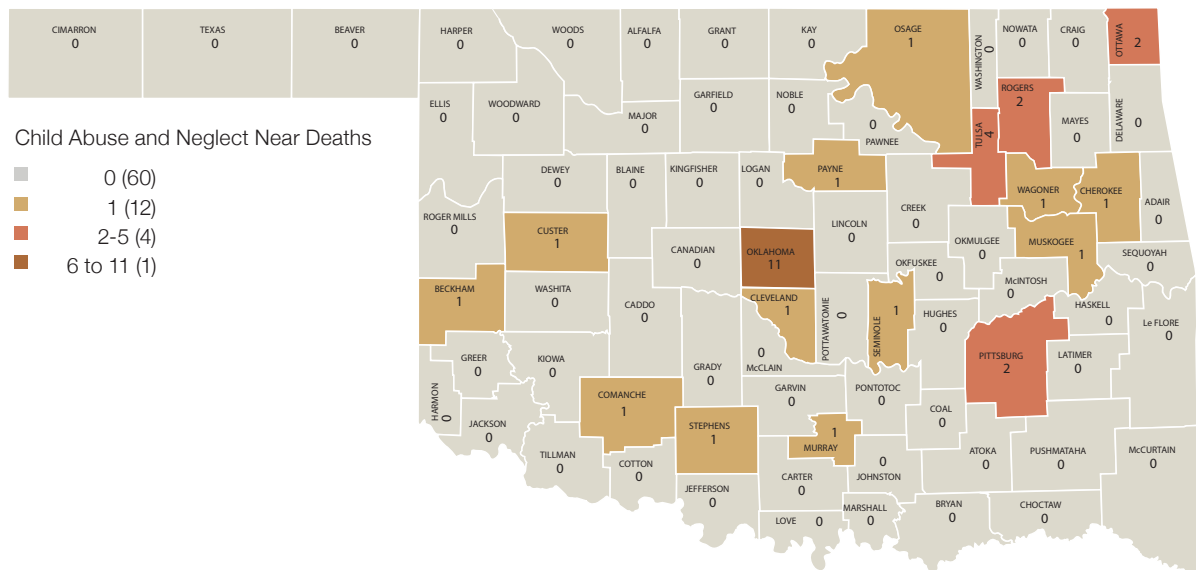 CIMARRON
0
TEXAS
0
BEAVER
0
HARPER
0
WOODS
0
ALFALFA
0
GRANT
0
KAY
0
OSAGE
1
WASHINGTON
0
NOWATA
0
CRAIG
0
OTTAWA
2
ELLIS
0
WOODWARD
0
MAJOR
0
GARFIELD
0
NOBLE
0
0
PAWNEE
TULSA
4
ROGERS
2
MAYES
0
DELAWARE
0
Child Abuse and Neglect Near Deaths
0 (60)
1 (12)
2-5 (4)
6 to 11 (1)
DEWEY
0
BLAINE
0
KINGFISHER
0
LOGAN
0
PAYNE
1
CREEK
0
WAGONER
1
CHEROKEE
1
ADAIR
0
ROGER MILLS
0
CUSTER
1
CANADIAN
0
OKLAHOMA
11
LINCOLN
0
OKFUSKEE
0
OKMULGEE
0
MUSKOGEE
1
SEQUOYAH
0
BECKHAM
1
WASHITA
0
CADDO
0
CLEVELAND
1
POTTAWATOMIE
0
SEMINOLE
1
HUGHES
0
McINTOSH
0
HASKELL
0
Le FLORE
0
GREER
0
KIOWA
0
GRADY
0
0
McCLAIN
PITTSBURG
2
LATIMER
0
HARMON
0
JACKSON
0
COMANCHE
1
STEPHENS
1
GARVIN
0
PONTOTOC
0
COAL
0
1
MURRAY
TILLMAN
0
COTTON
0
JEFFERSON
0
CARTER
0
0
JOHNSTON
ATOKA
0
PUSHMATAHA
0
McCURTAIN
0
LOVE 0
MARSHALL
0
BRYAN
0
CHOCTAW
0